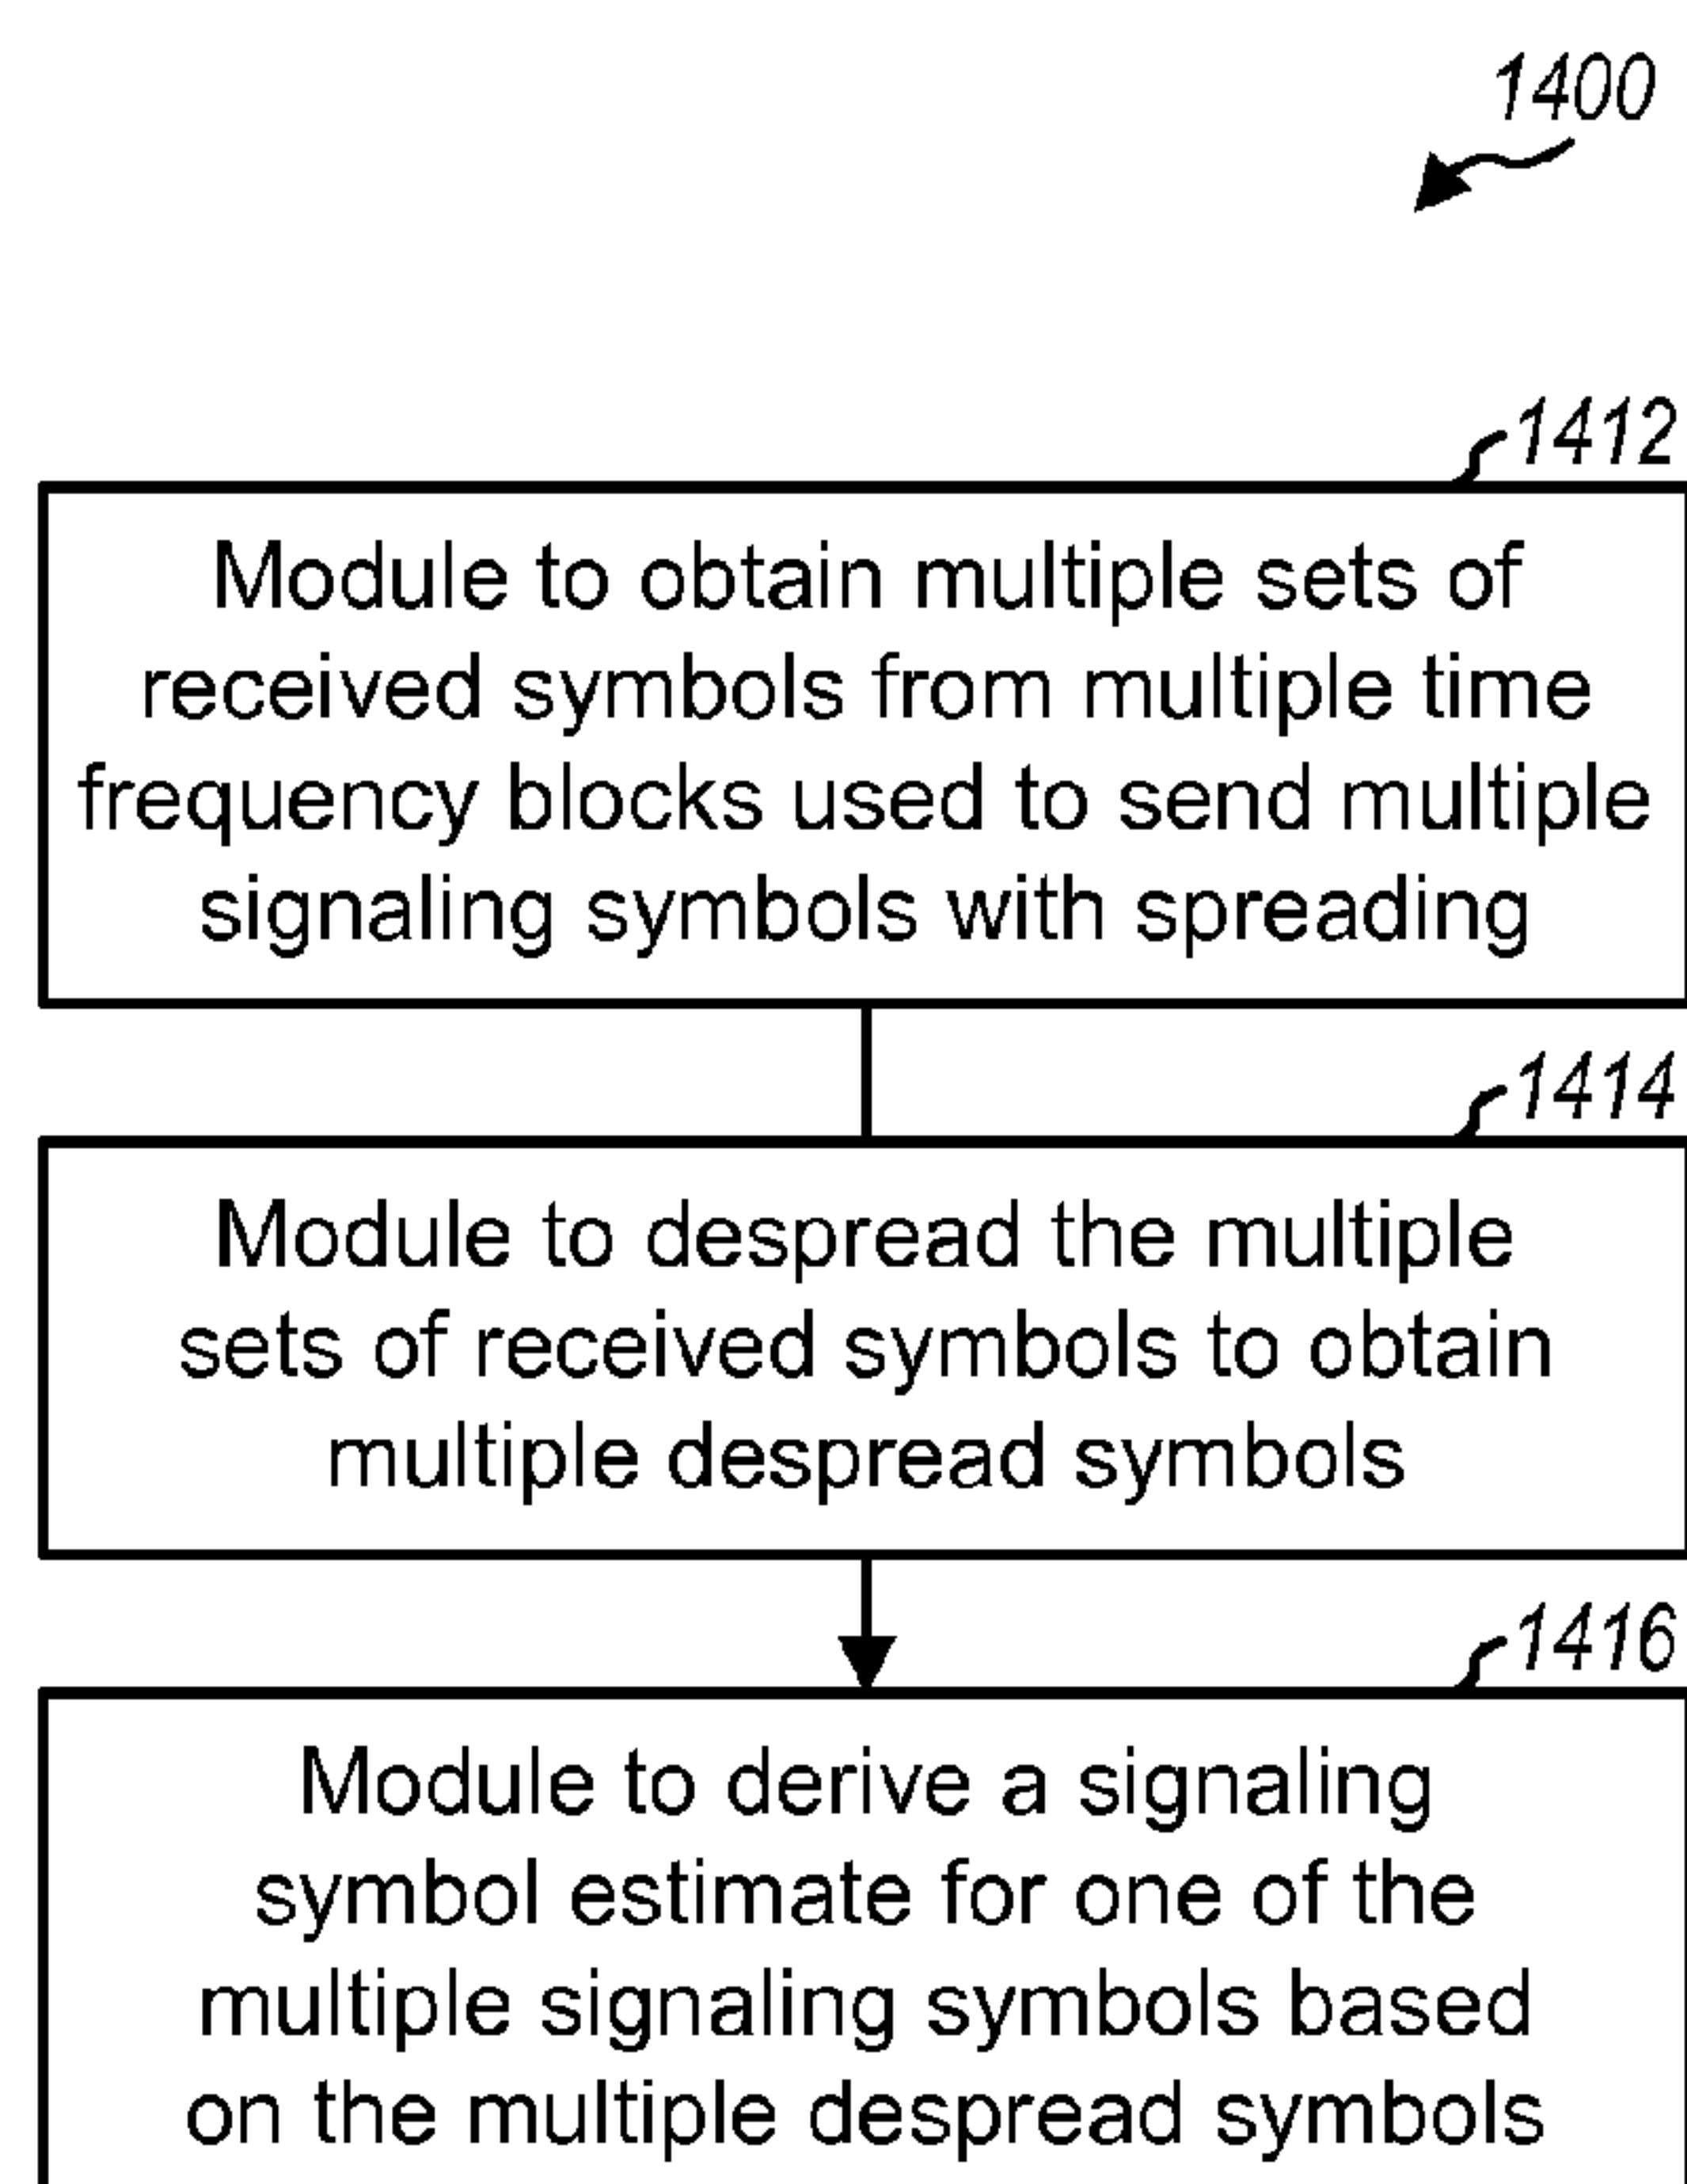 1400
1412
Module to obtain multiple sets of
received symbols from multiple time
frequency blocks used to send multiple
signaling symbols with spreading
1414
Module to despread the multiple
sets of received symbols to obtain
multiple despread symbols
1416
Module to derive a signaling
symbol estimate for one of the
multiple signaling symbols based
on the multiple despread symbols